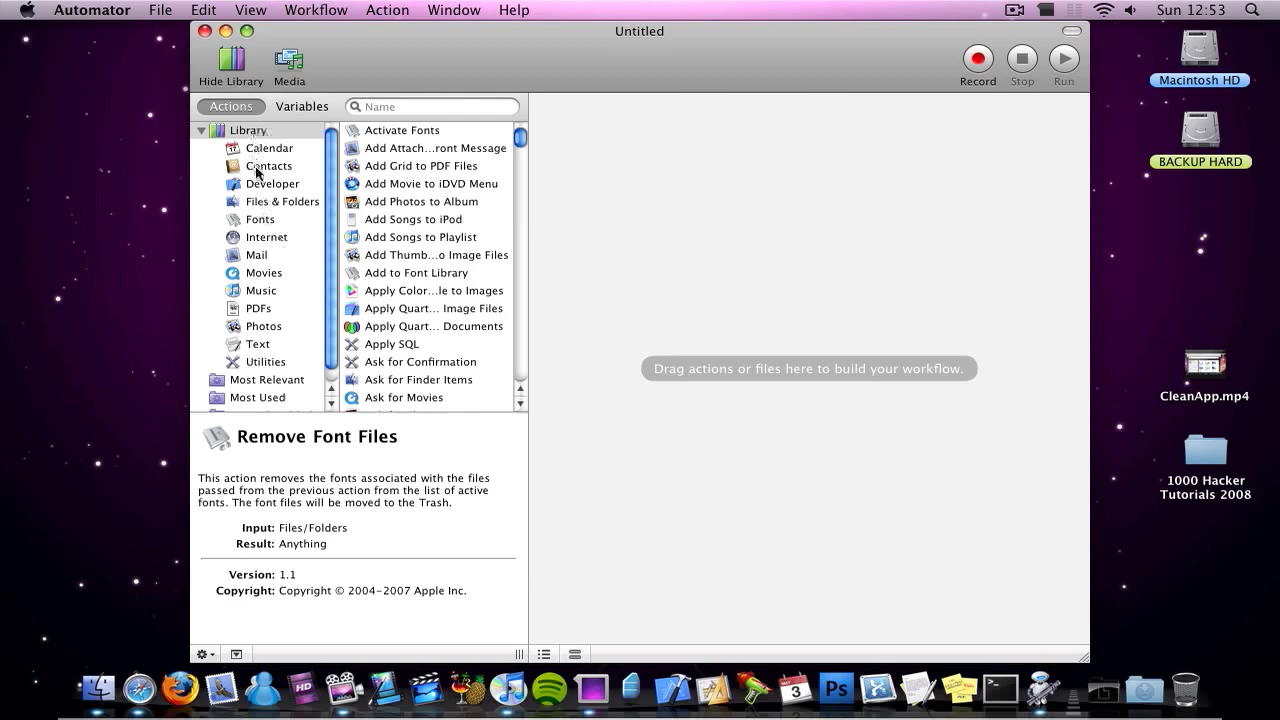 Automator File Edit View Options Action Window Help Sun 12:53
Untitled
Hide Library Media Record Stop Run
Actions Variables Name
Library
Calendar
Contacts
Developer
Files & Folders
Fonts
Internet
Mail
Movies
Music
PDFs
Photos
Text
Utilities
Most Relevant
Most Used
Activate Fonts
Add Attach...ront Message
Add Grid to PDF Files
Add Movie to iDVD Menu
Add Photos to Album
Add Songs to iPod
Add Songs to Playlist
Add Thumb...o Image Files
Add to Font Library
Apply Color...le to Images
Apply Quart... Image Files
Apply Quart... Documents
Apply SQL
Ask for Confirmation
Ask for Finder Items
Ask for Movies
Drag actions or files here to build your workflow.
Remove Font Files
This action removes the fonts associated with the files
passed from the previous action from the list of active
fonts. The font files will be moved to the Trash.
Input: Files/Folders
Result: Anything
Version: 1.1
Copyright: Copyright © 2004-2007 Apple Inc.
Macintosh HD
BACKUP HARD
CleanApp.mp4
1000 Hacker
Tutorials 2008
HD
MAY
3
Ps